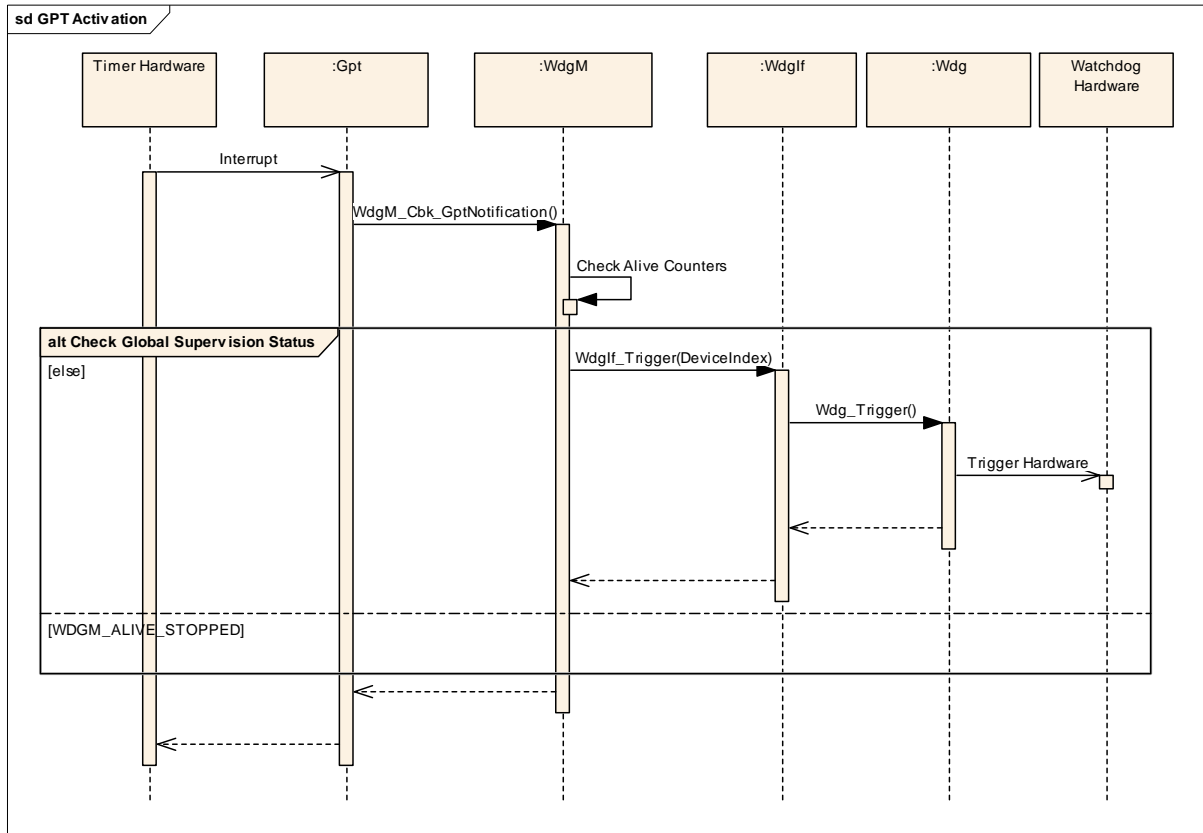 sd GPT Activation
Timer Hardware
:Gpt
:WdgM
:WdgIf
:Wdg
Watchdog
Hardware
Interrupt
WdgM_Cbk_GptNotification()
Check Alive Counters
alt Check Global Supervision Status
[else]
WdgIf_Trigger(DeviceIndex)
Wdg_Trigger()
Trigger Hardware
[WDGM_ALIVE_STOPPED]